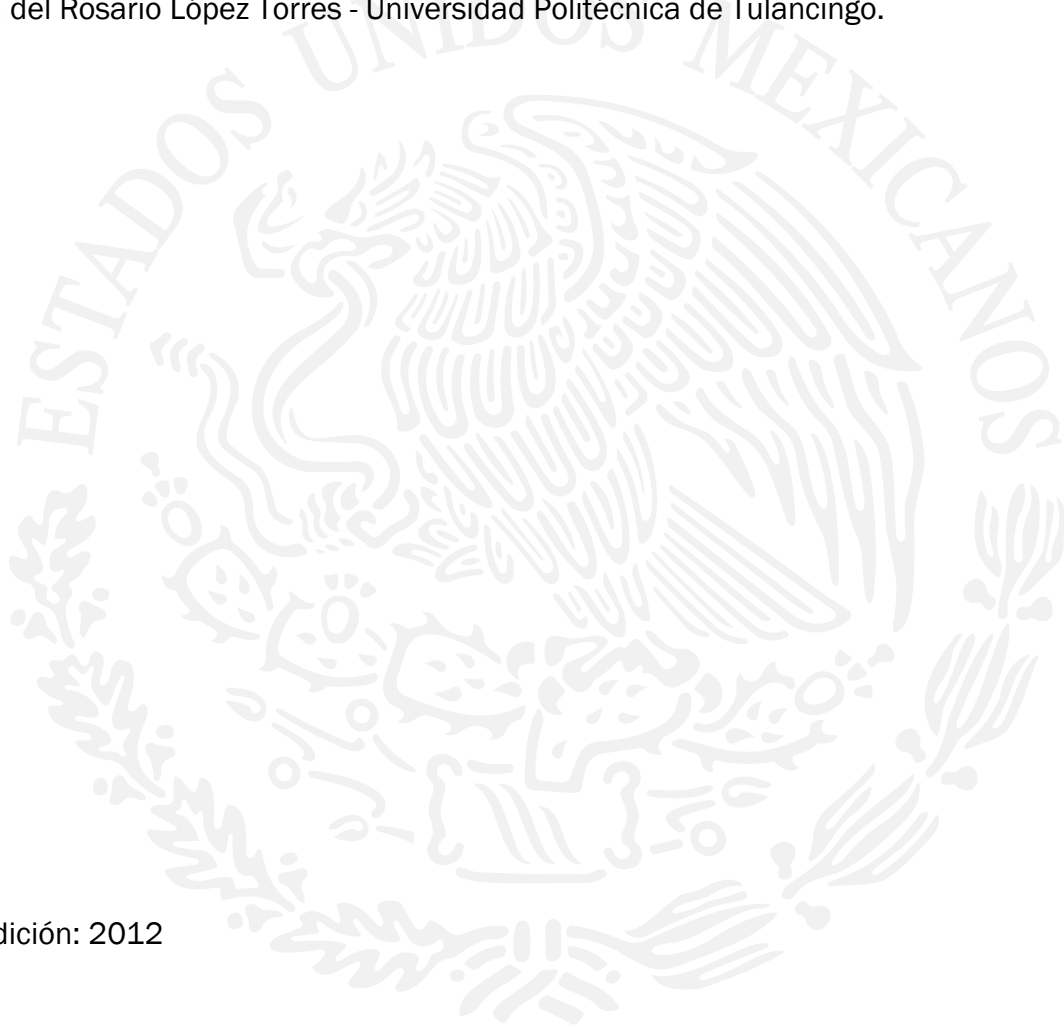 del Rosario López Torres - Universidad Politécnica de Tulancingo.
ESTADOS UNIDOS MEXICANOS
dición: 2012